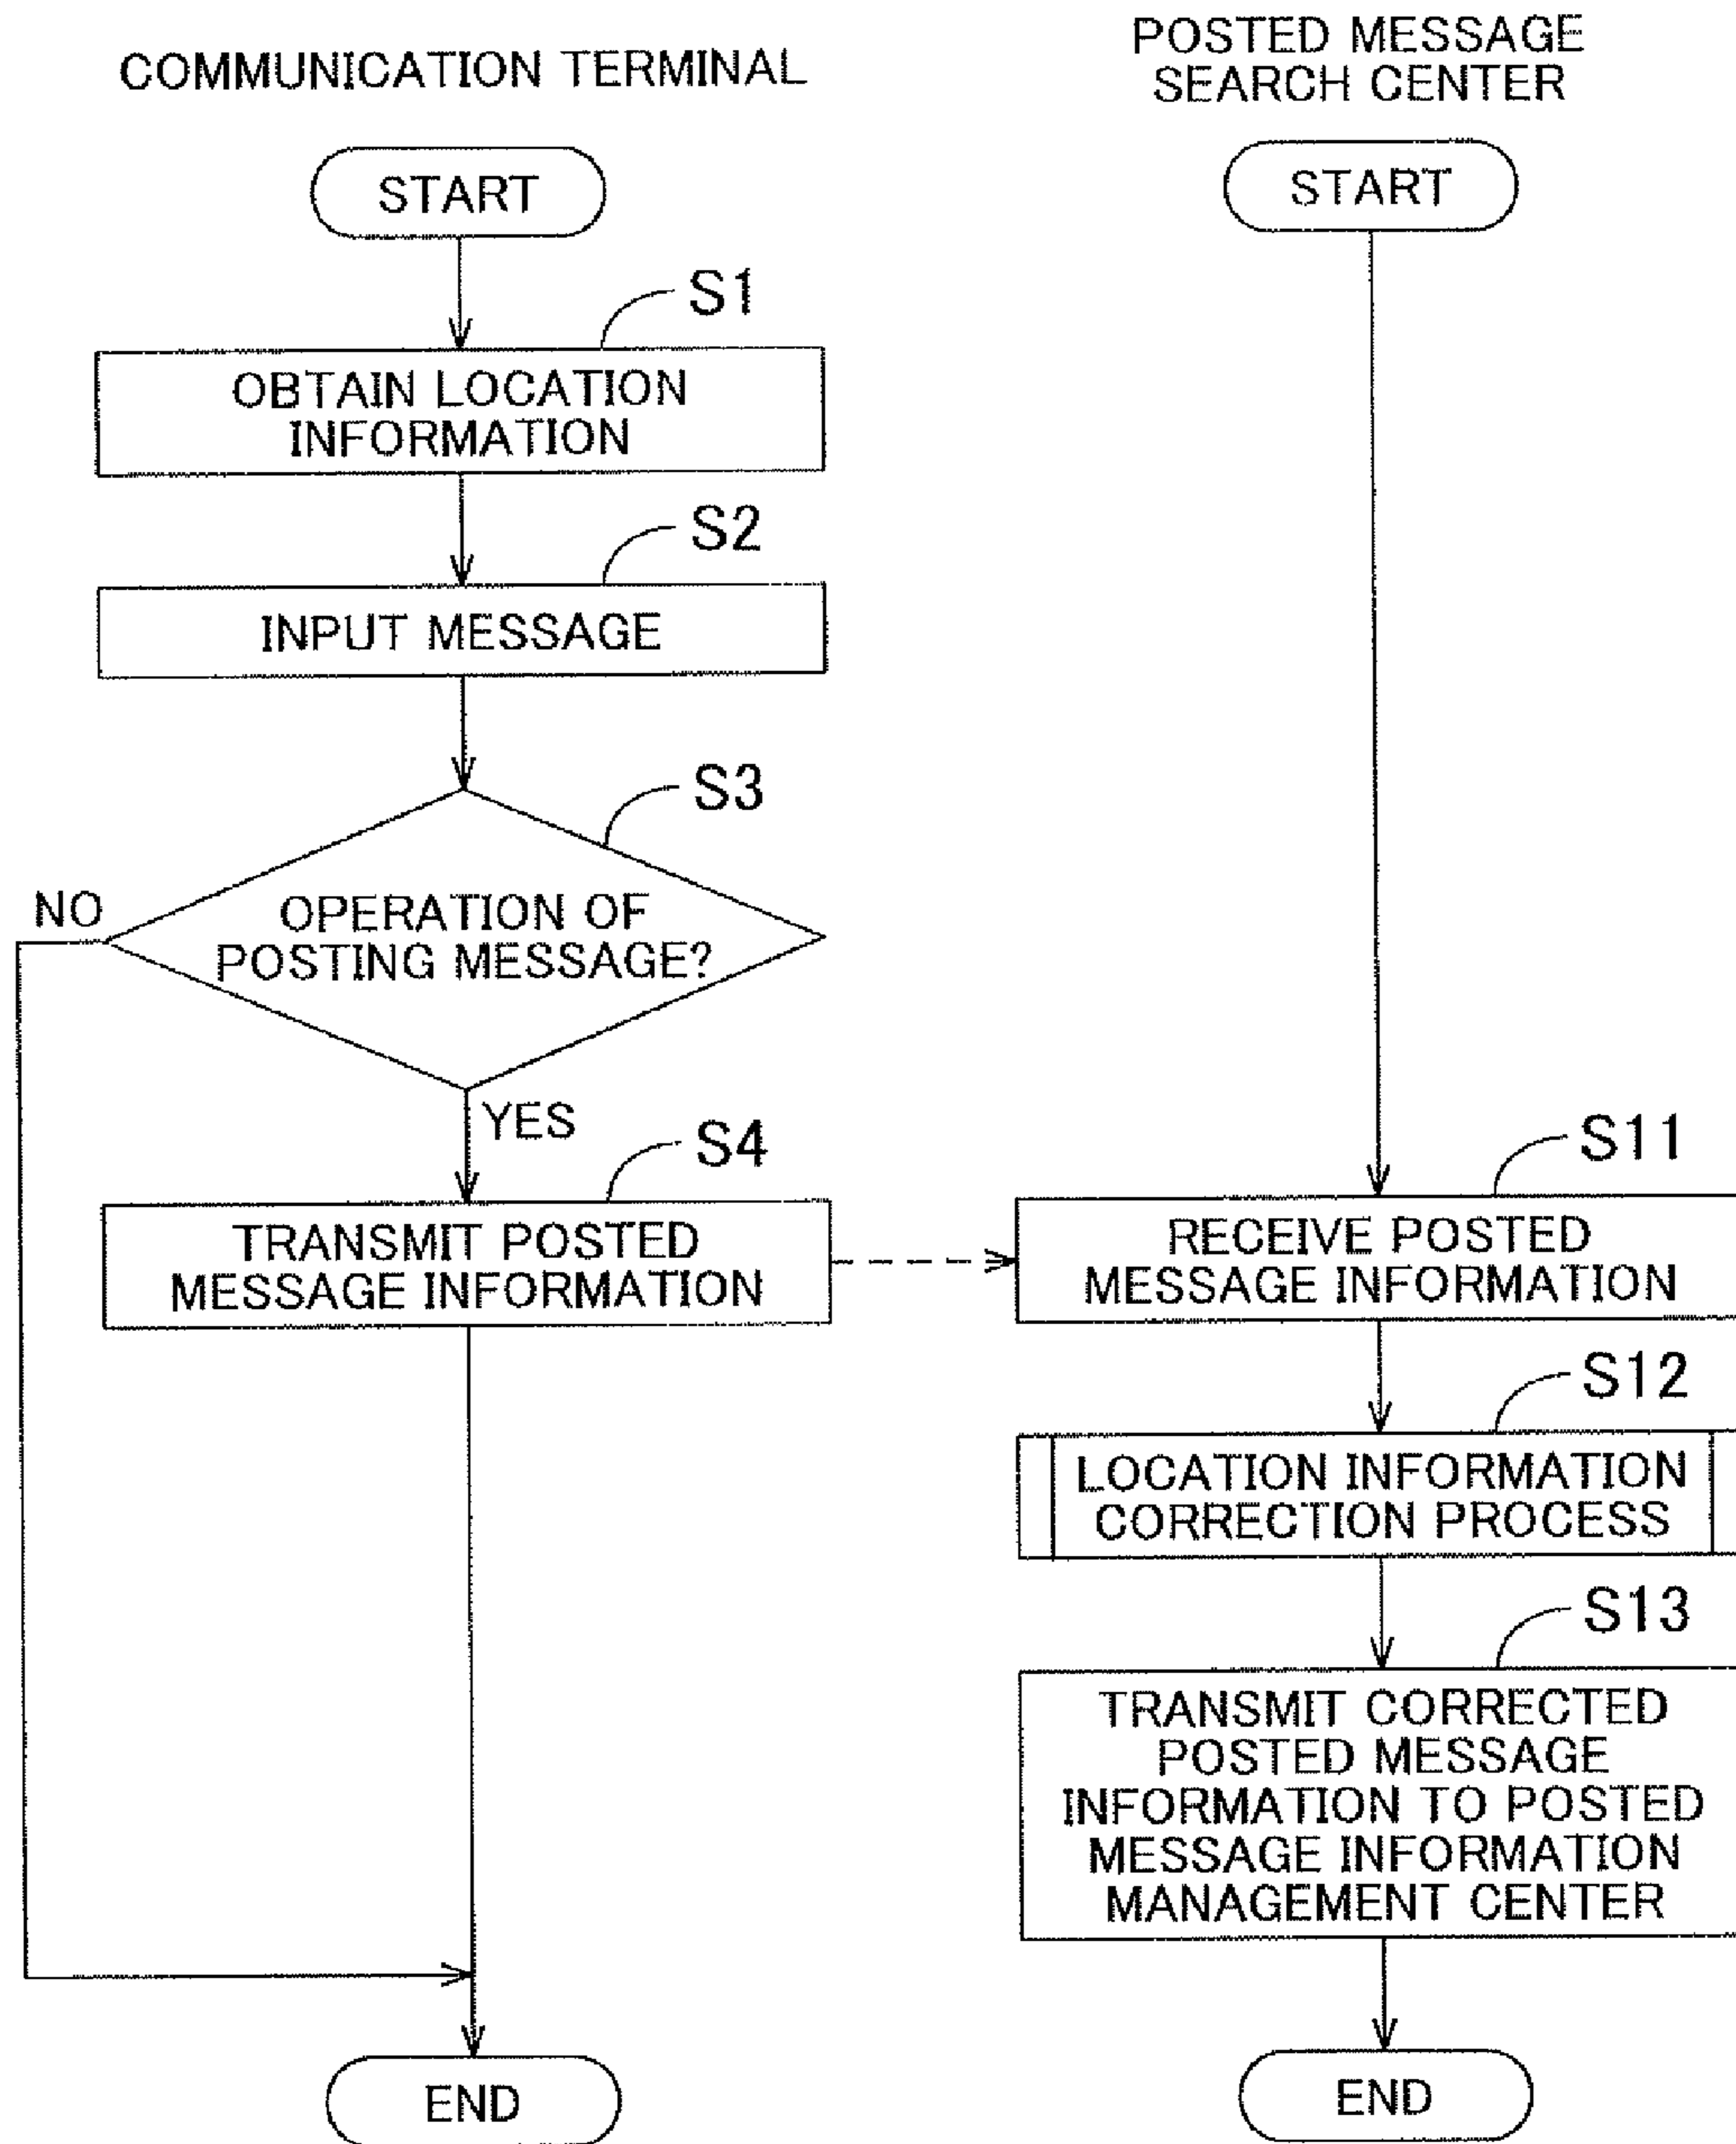 COMMUNICATION TERMINAL
START
S1
OBTAIN LOCATION
INFORMATION
S2
INPUT MESSAGE
S3
NO
OPERATION OF
POSTING MESSAGE?
YES
S4
TRANSMIT POSTED
MESSAGE INFORMATION
END
POSTED MESSAGE
SEARCH CENTER
START
S11
RECEIVE POSTED
MESSAGE INFORMATION
S12
LOCATION INFORMATION
CORRECTION PROCESS
S13
TRANSMIT CORRECTED
POSTED MESSAGE
INFORMATION TO POSTED
MESSAGE INFORMATION
MANAGEMENT CENTER
END